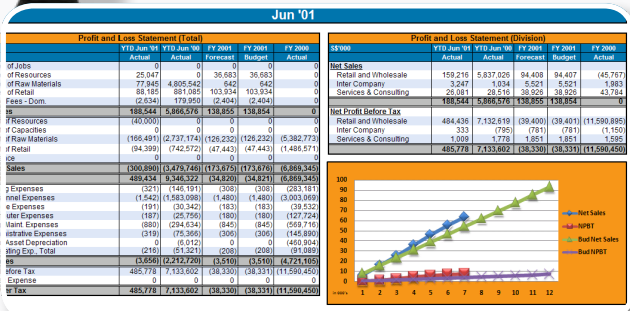 Jun '01
Profit and Loss Statement (Total)
YTD Jun '01 YTD Jun '00 FY 2001 FY 2001 FY 2000
Actual Actual Forecast Budget Actual
of Jobs 0 0 0 0 0
of Resources 25,047 0 36,683 36,683
of Raw Materials 77,945 4,805,542 642 642 0
of Retail 88,185 881,085 103,934 103,934 0
Fees - Dom. (2,634) 179,950 (2,404) (2,404) 0
es 188,544 5,866,576 138,855 138,854 0
of Resources (40,000) 0 0 0 0
of Capacities 0 0 0 0 0
of Raw Materials (166,491) (2,737,174) (126,232) (126,232) (5,382,773)
of Retail (94,399) (742,572) (47,443) (47,443) (1,486,571)
nce 0 0 0 0 0
Sales (300,890) (3,479,746) (173,675) (173,676) (6,869,345)
489,434 9,346,322 (34,820) (34,821) (6,869,345)
g Expenses (321) (146,191) (308) (308) (283,181)
nnel Expenses (1,542) (1,583,098) (1,480) (1,480) (3,003,069)
e Expenses (191) (30,342) (183) (183) (39,532)
uter Expenses (187) (25,756) (180) (180) (127,724)
Maint. Expenses (880) (294,634) (845) (845) (569,716)
nistrative Expenses (319) (75,366) (306) (306) (145,890)
Asset Depreciation 0 (6,012) 0 0 (460,904)
ating Exp., Total (216) (51,321) (208) (208) (91,089)
es (3,656) (2,212,720) (3,510) (3,510) (4,721,105)
efore Tax 485,778 7,133,602 (38,330) (38,331) (11,590,450)
Expense 0 0 0 0 0
er Tax 485,778 7,133,602 (38,330) (38,331) (11,590,450)
Profit and Loss Statement (Division)
S$'000 YTD Jun '01 YTD Jun '00 FY 2001 FY 2001 FY 2000
Actual Actual Forecast Budget Actual
Net Sales
Retail and Wholesale 159,216 5,837,026 94,408 94,407 (45,767)
Inter Company 3,247 1,034 5,521 5,521 1,983
Services & Consulting 26,081 28,516 38,926 38,926 43,784
188,544 5,866,576 138,855 138,854 0
Net Profit Before Tax
Retail and Wholesale 484,436 7,132,619 (39,400) (39,401) (11,590,895)
Inter Company 333 (795) (781) (781) (1,150)
Services & Consulting 1,009 1,778 1,851 1,851 1,595
485,778 7,133,602 (38,330) (38,331) (11,590,450)
100
90
80
70
60
50
40
30
20
10
0
1 2 3 4 5 6 7 8 9 10 11 12
Net Sales
NPBT
Bud Net Sales
Bud NPBT